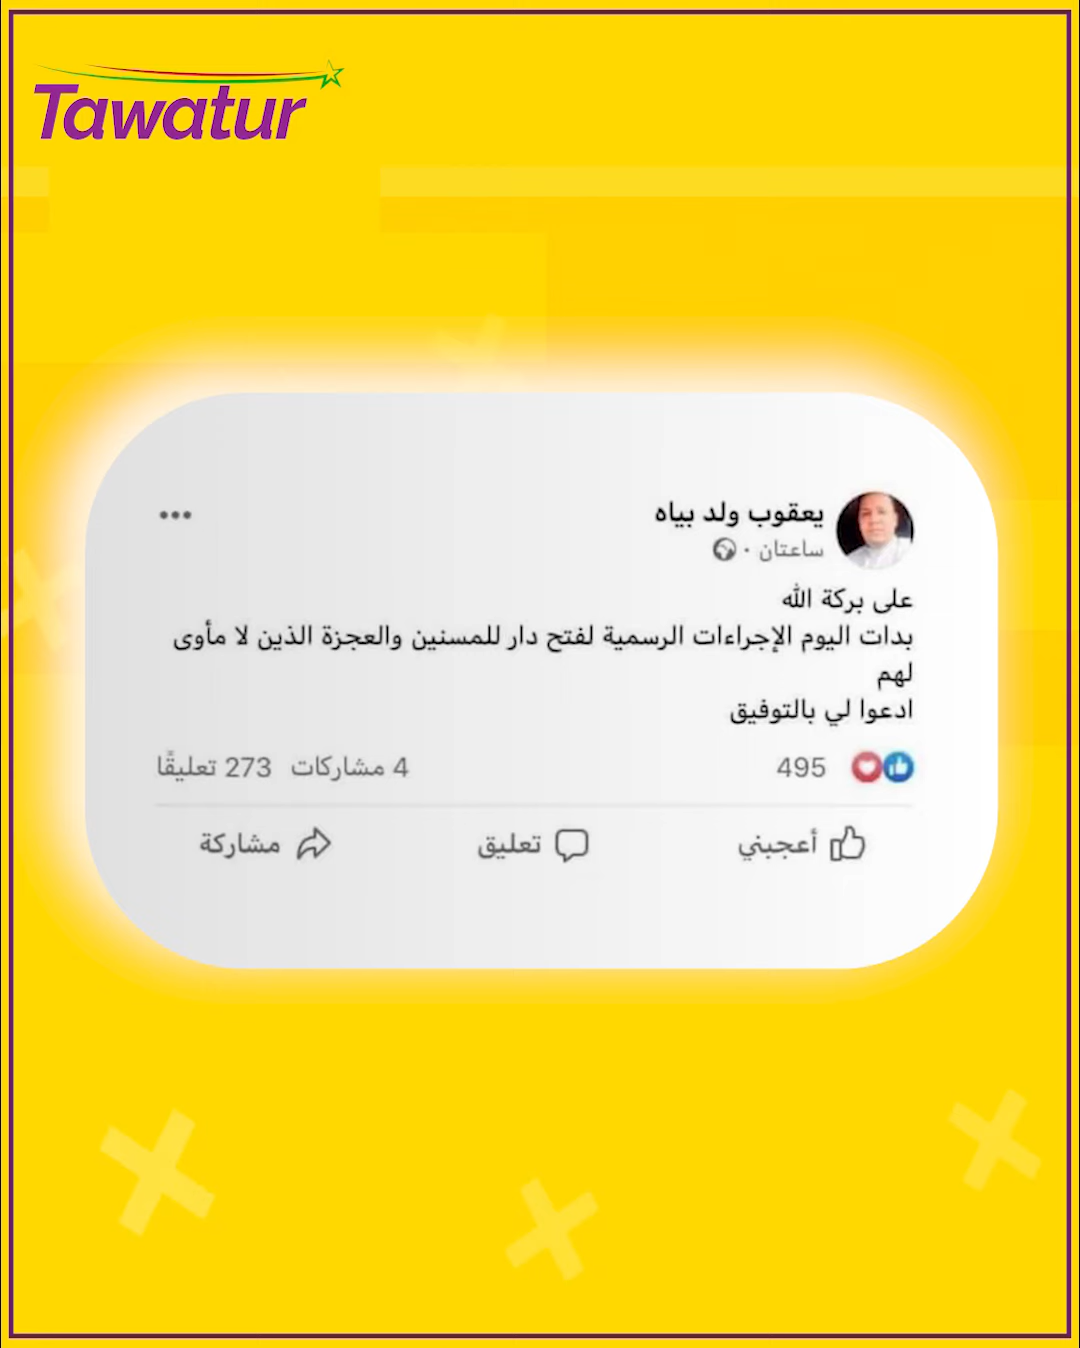 Tawatur
يعقوب ولد بياه
ساعتان ·
على بركة الله
بدات اليوم الإجراءات الرسمية لفتح دار للمسنين والعجزة الذين لا مأوى
لهم
ادعوا لي بالتوفيق
495 4 مشاركات 273 تعليقًا
أعجبني تعليق مشاركة